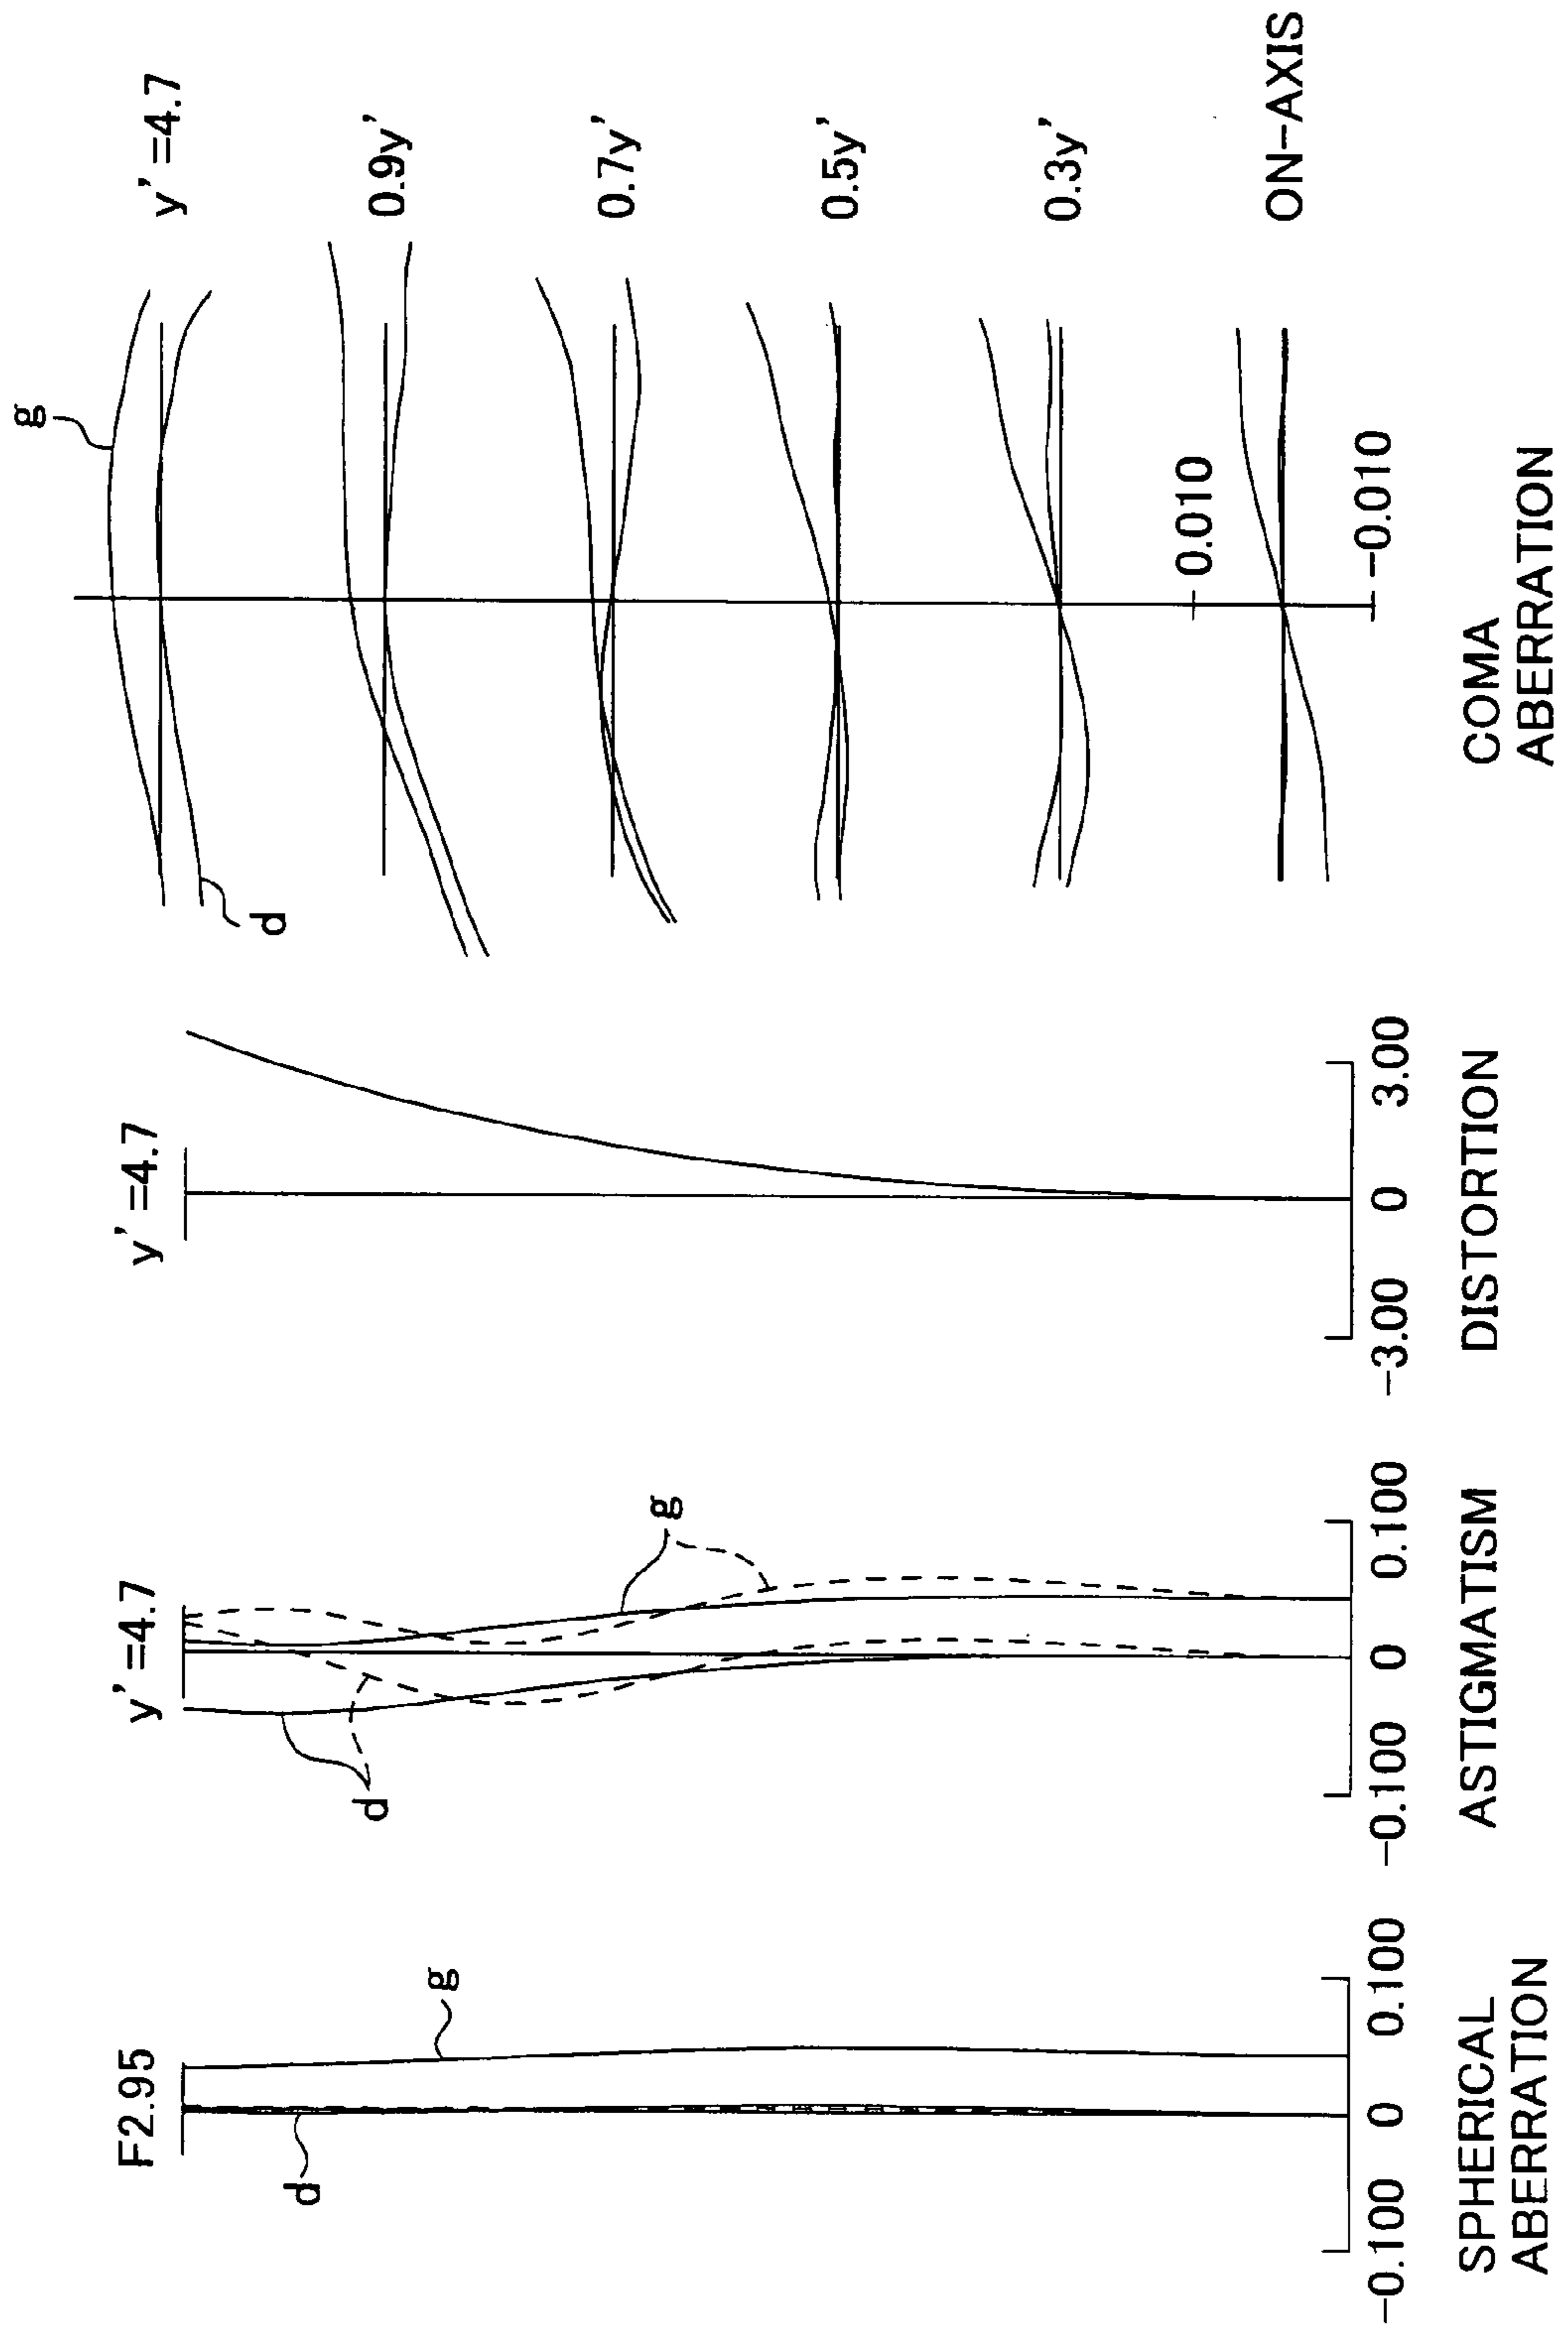 F2.95
d
g
-0.100
0
0.100
SPHERICAL
ABERRATION
y'=4.7
d
g
-0.100
0
0.100
ASTIGMATISM
y'=4.7
-3.00
0
3.00
DISTORTION
g
d
y'=4.7
0.9y'
0.7y'
0.5y'
0.3y'
0.010
ON-AXIS
-0.010
COMA
ABERRATION